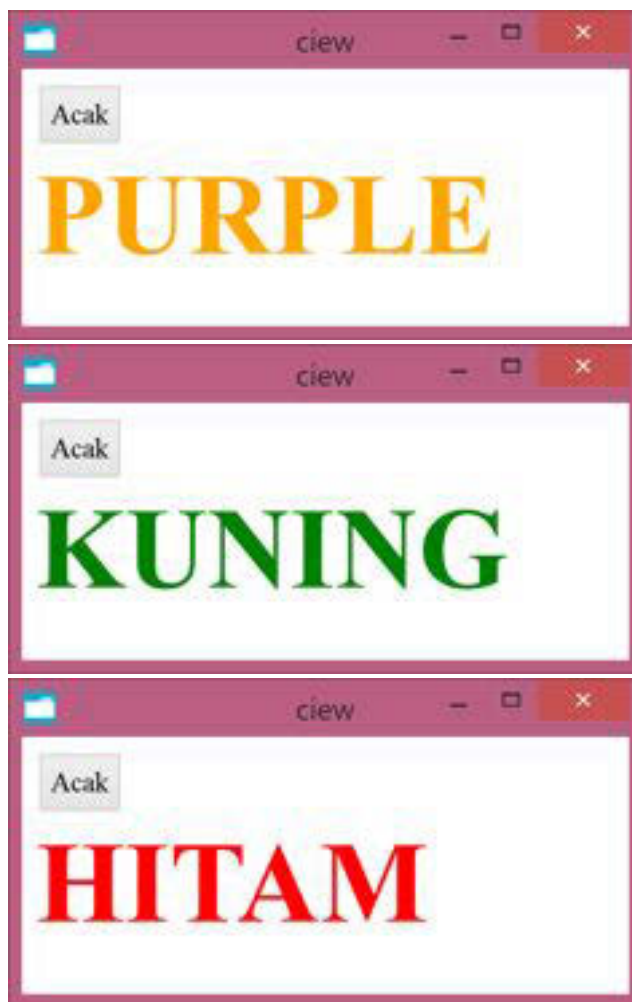 ciew
Acak
PURPLE
ciew
Acak
KUNING
ciew
Acak
HITAM